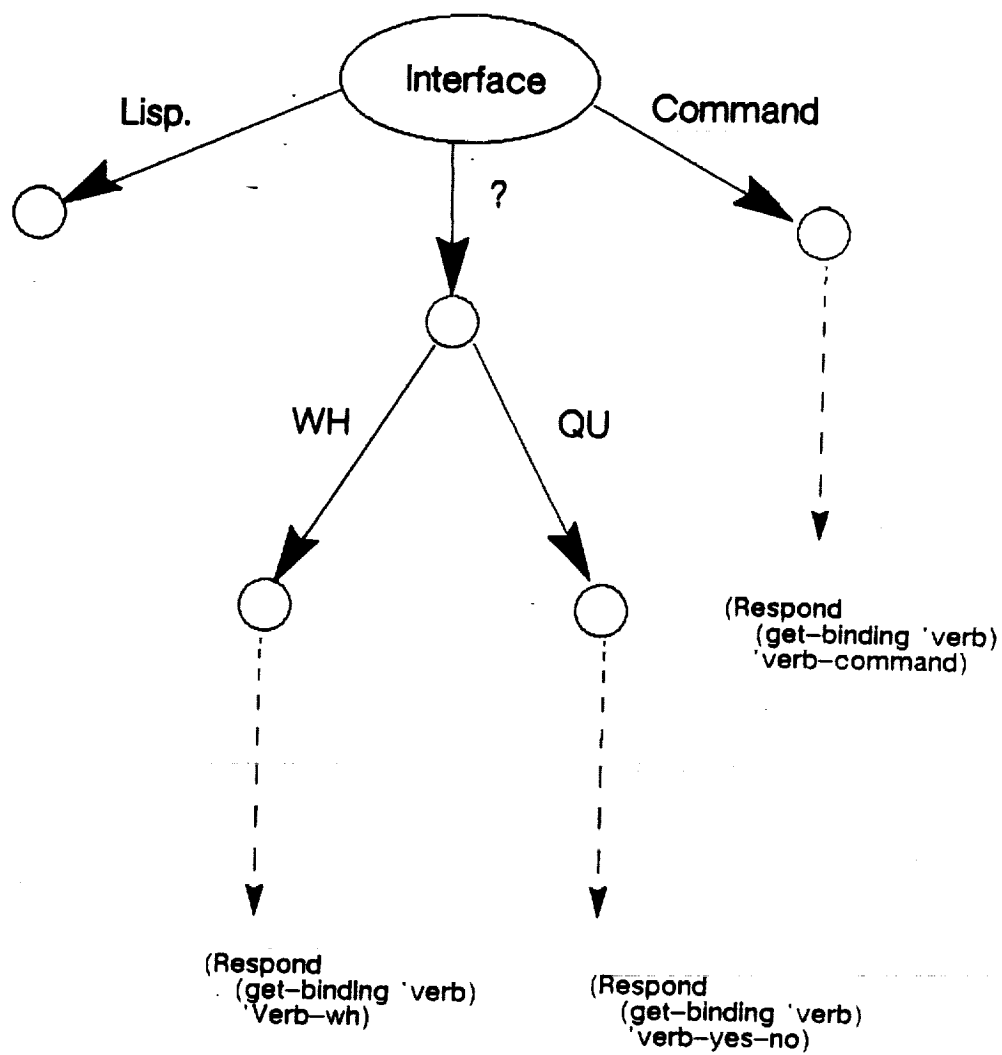 Interface
Lisp.
Command
?
WH
QU
(Respond
(get-binding 'verb)
'verb-command)
(Respond
(get-binding 'verb)
'Verb-wh)
(Respond
(get-binding 'verb)
'verb-yes-no)